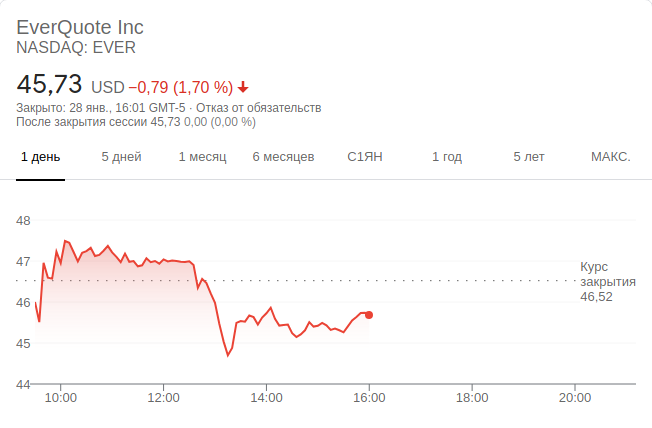 EverQuote Inc
NASDAQ: EVER
45,73 USD −0,79 (1,70 %)
Закрыто: 28 янв., 16:01 GMT-5 · Отказ от обязательств
После закрытия сессии 45,73 0,00 (0,00 %)
1 день 5 дней 1 месяц 6 месяцев С1ЯН 1 год 5 лет МАКС.
48
47
46
45
44
Курс
закрытия
46,52
10:00 12:00 14:00 16:00 18:00 20:00